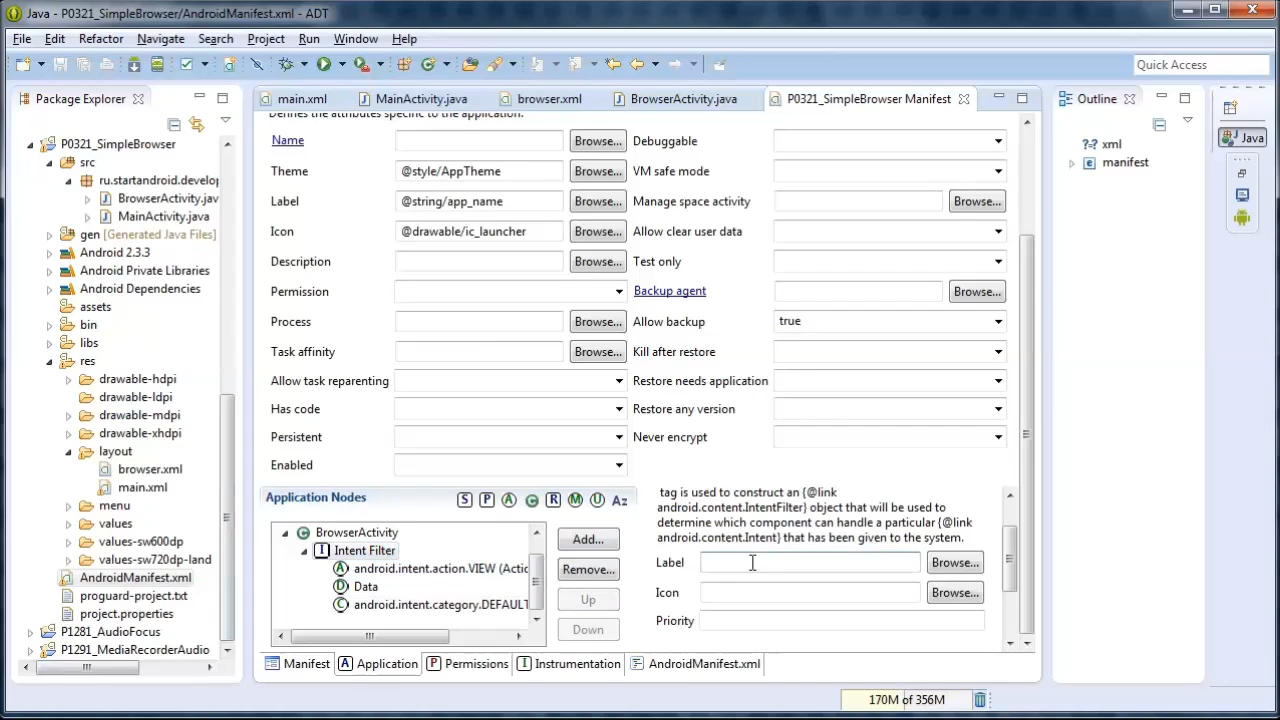 Java - P0321_SimpleBrowser/AndroidManifest.xml - ADT
File Edit Refactor Navigate Search Project Run Window Help
Quick Access
Package Explorer
P0321_SimpleBrowser
src
ru.startandroid.develop
BrowserActivity.jav
MainActivity.java
gen [Generated Java Files]
Android 2.3.3
Android Private Libraries
Android Dependencies
assets
bin
libs
res
drawable-hdpi
drawable-ldpi
drawable-mdpi
drawable-xhdpi
layout
browser.xml
main.xml
menu
values
values-sw600dp
values-sw720dp-land
AndroidManifest.xml
proguard-project.txt
project.properties
P1281_AudioFocus
P1291_MediaRecorderAudio
main.xml MainActivity.java browser.xml BrowserActivity.java P0321_SimpleBrowser Manifest
Defines the attributes specific to the application.
Name Browse... Debuggable
Theme @style/AppTheme Browse... VM safe mode
Label @string/app_name Browse... Manage space activity Browse...
Icon @drawable/ic_launcher Browse... Allow clear user data
Description Browse... Test only
Permission Backup agent Browse...
Process Browse... Allow backup true
Task affinity Browse... Kill after restore
Allow task reparenting Restore needs application
Has code Restore any version
Persistent Never encrypt
Enabled
Application Nodes S P A C R M U Az
BrowserActivity
I Intent Filter
A android.intent.action.VIEW (Actic
D Data
C android.intent.category.DEFAULT
Add...
Remove...
Up
Down
tag is used to construct an {@link
android.content.IntentFilter} object that will be used to
determine which component can handle a particular {@link
android.content.Intent} that has been given to the system.
Label Browse...
Icon Browse...
Priority
Manifest A Application P Permissions I Instrumentation AndroidManifest.xml
Outline
xml
manifest
Java
170M of 356M